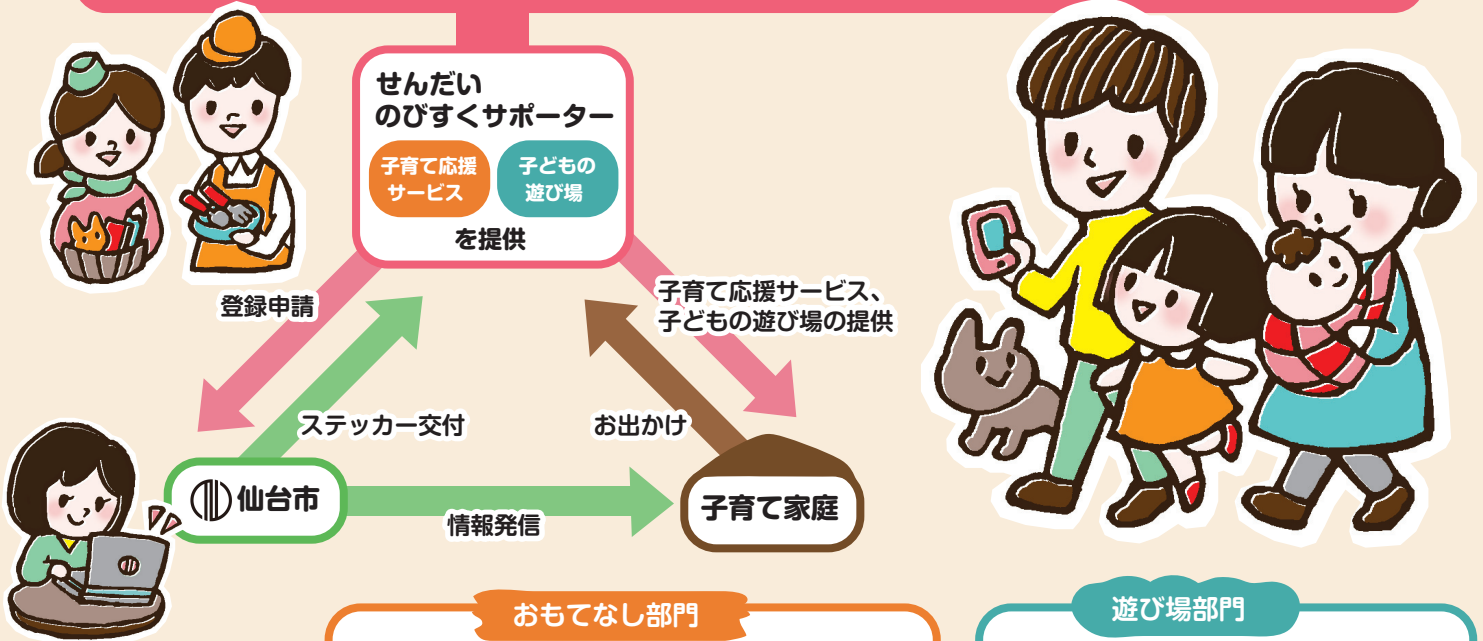 せんだい
のびすくサポーター
子育て応援
サービス
子どもの
遊び場
を提供
登録申請
子育て応援サービス、
子どもの遊び場の提供
ステッカー交付
お出かけ
仙台市
情報発信
子育て家庭
おもてなし部門
遊び場部門